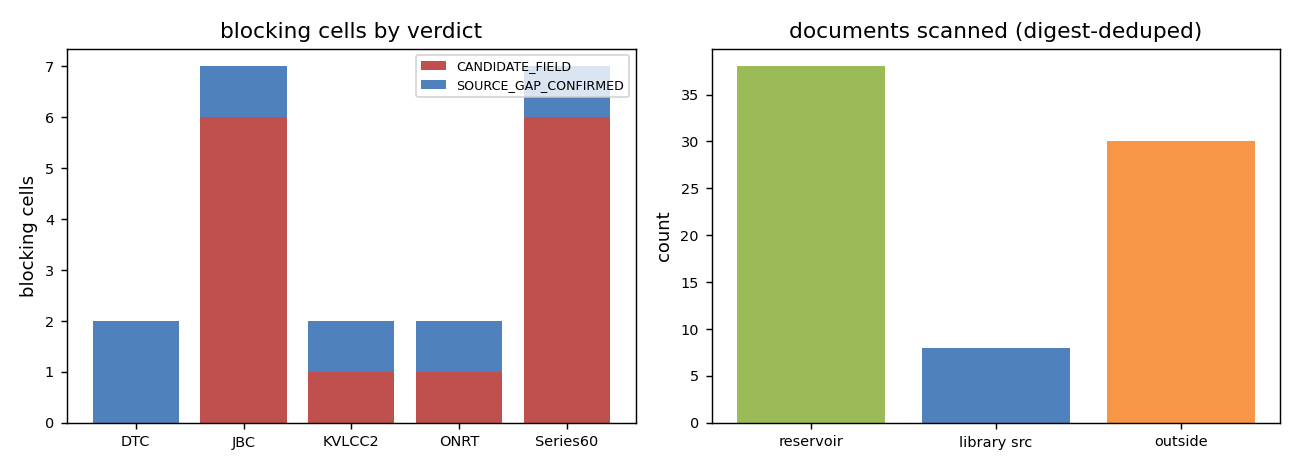 blocking cells by verdict
CANDIDATE_FIELD
SOURCE_GAP_CONFIRMED
blocking cells
7
6
5
4
3
2
1
0
DTC
JBC
KVLCC2
ONRT
Series60
documents scanned (digest-deduped)
count
35
30
25
20
15
10
5
0
reservoir
library src
outside